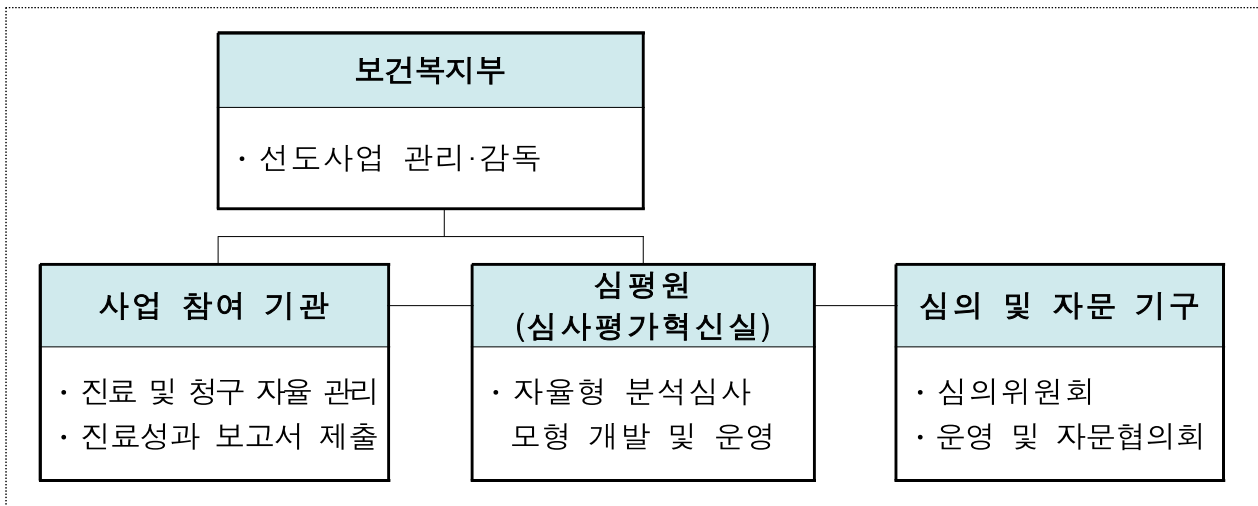 보건복지부
· 선도사업 관리·감독
사업 참여 기관
· 진료 및 청구 자율 관리
· 진료성과 보고서 제출
심평원
(심사평가혁신실)
· 자율형 분석심사
모형 개발 및 운영
심의 및 자문 기구
· 심의위원회
· 운영 및 자문협의회